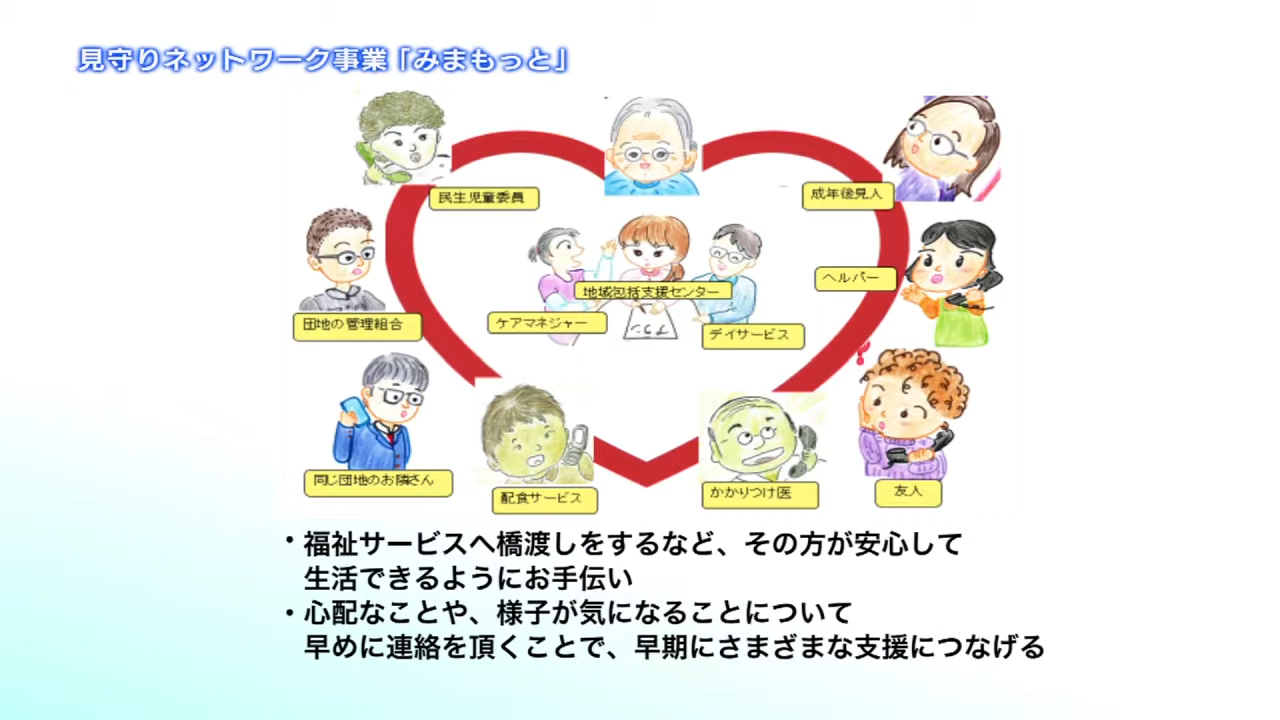 見守りネットワーク事業「みまもっと」
民生児童委員
成年後見人
ヘルパー
地域包括支援センター
団地の管理組合
ケアマネジャー
プラン
デイサービス
同じ団地のお隣さん
配食サービス
かかりつけ医
友人
・福祉サービスへ橋渡しをするなど、その方が安心して
生活できるようにお手伝い
・心配なことや、様子が気になることについて
早めに連絡を頂くことで、早期にさまざまな支援につなげる